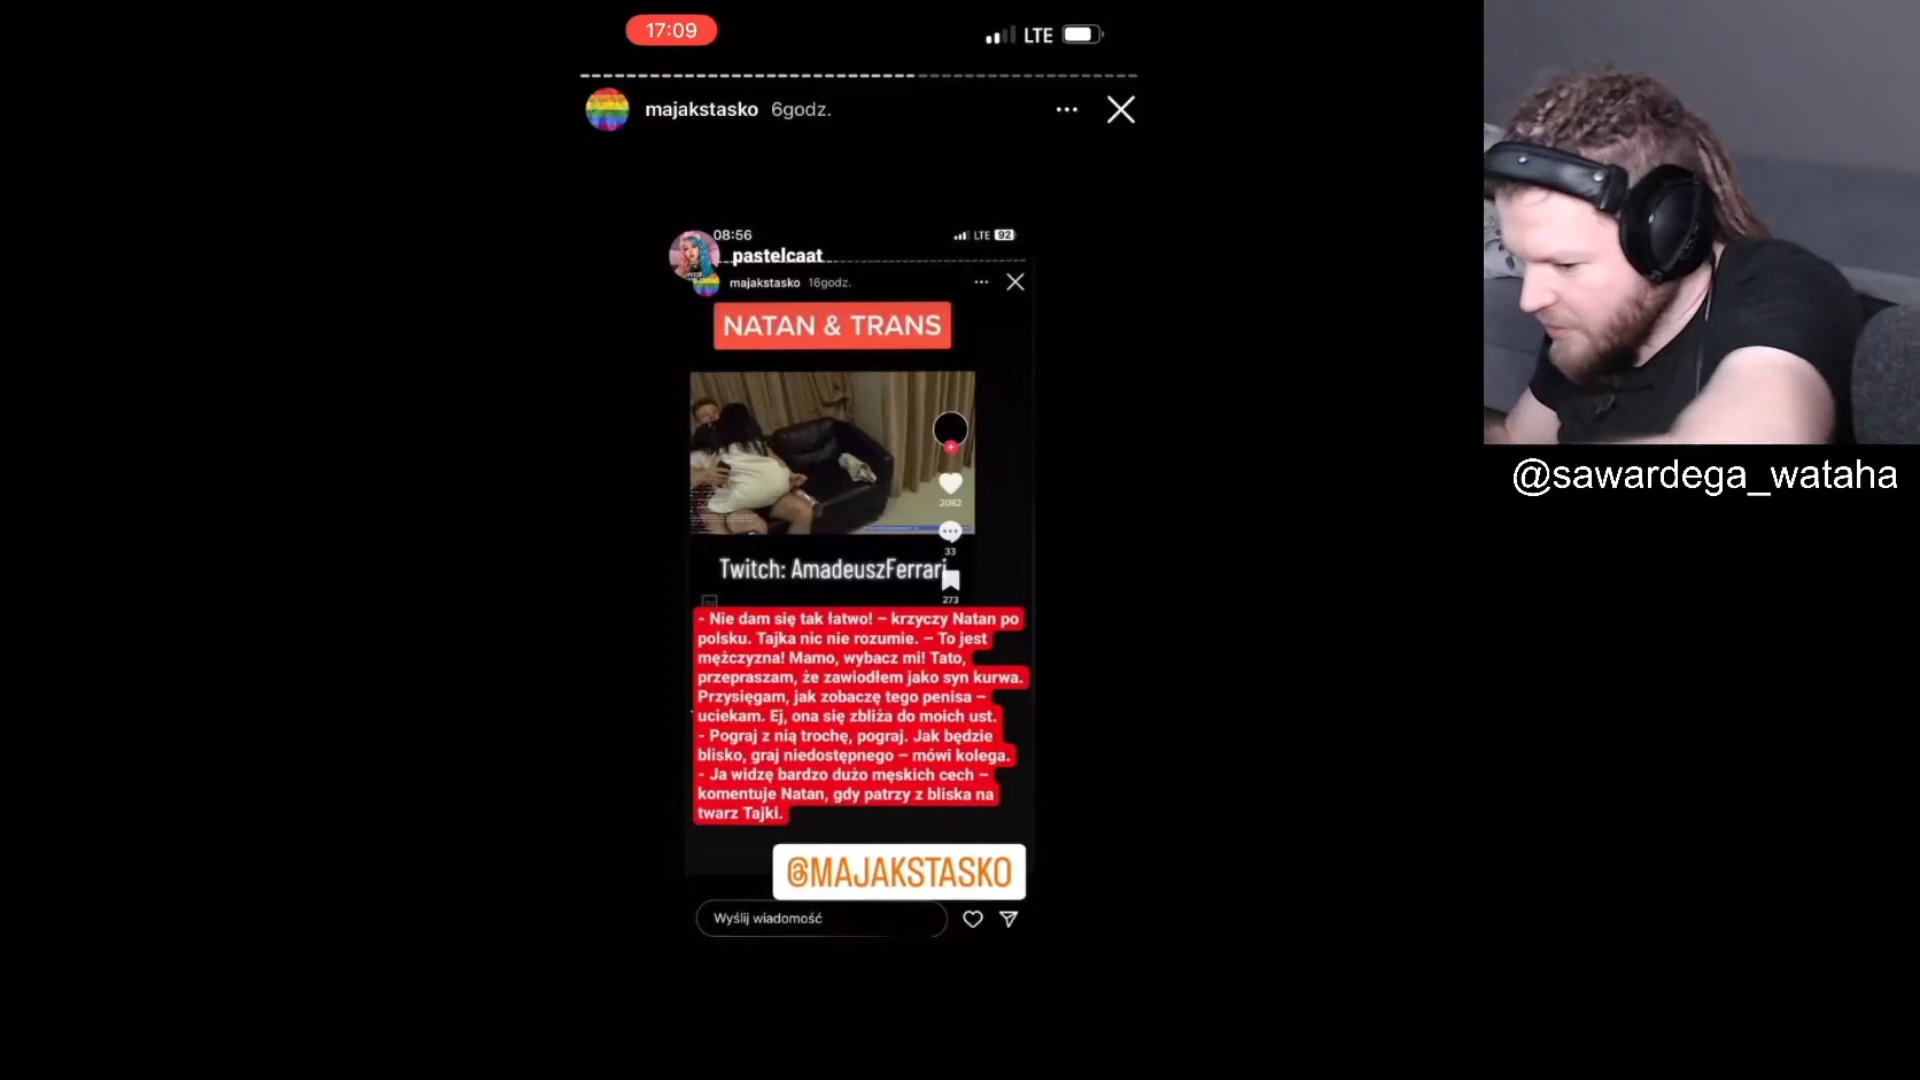 17:09
LTE
majakstasko 6godz.
08:56
LTE 92
pastelcaat
majakstasko 16godz.
NATAN & TRANS
2082
33
Twitch: AmadeuszFerrari
273
- Nie dam się tak łatwo! – krzyczy Natan po
polsku. Tajka nic nie rozumie. – To jest
mężczyzna! Mamo, wybacz mi! Tato,
przepraszam, że zawiodłem jako syn kurwa.
Przysięgam, jak zobaczę tego penisa –
uciekam. Ej, ona się zbliża do moich ust.
- Pograj z nią trochę, pograj. Jak będzie
blisko, graj niedostępnego – mówi kolega.
- Ja widzę bardzo dużo męskich cech –
komentuje Natan, gdy patrzy z bliska na
twarz Tajki.
@MAJAKSTASKO
Wyślij wiadomość
@sawardega_wataha